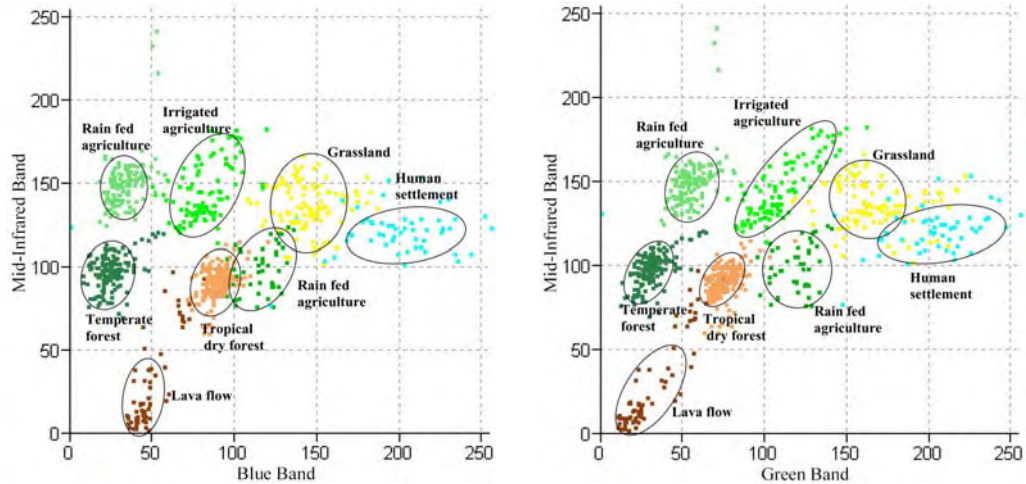 250
200
150
100
50
0
Mid-Infrared Band
Rain fed
agriculture
Irrigated
agriculture
Grassland
Human
settlement
Temperate
forest
Tropical
dry forest
Rain fed
agriculture
Lava flow
0 50 100 150 200 250
Blue Band
250
200
150
100
50
0
Mid-Infrared Band
Irrigated
agriculture
Rain fed
agriculture
Grassland
Human
settlement
Temperate
forest
Tropical
dry forest
Rain fed
agriculture
Lava flow
0 50 100 150 200 250
Green Band